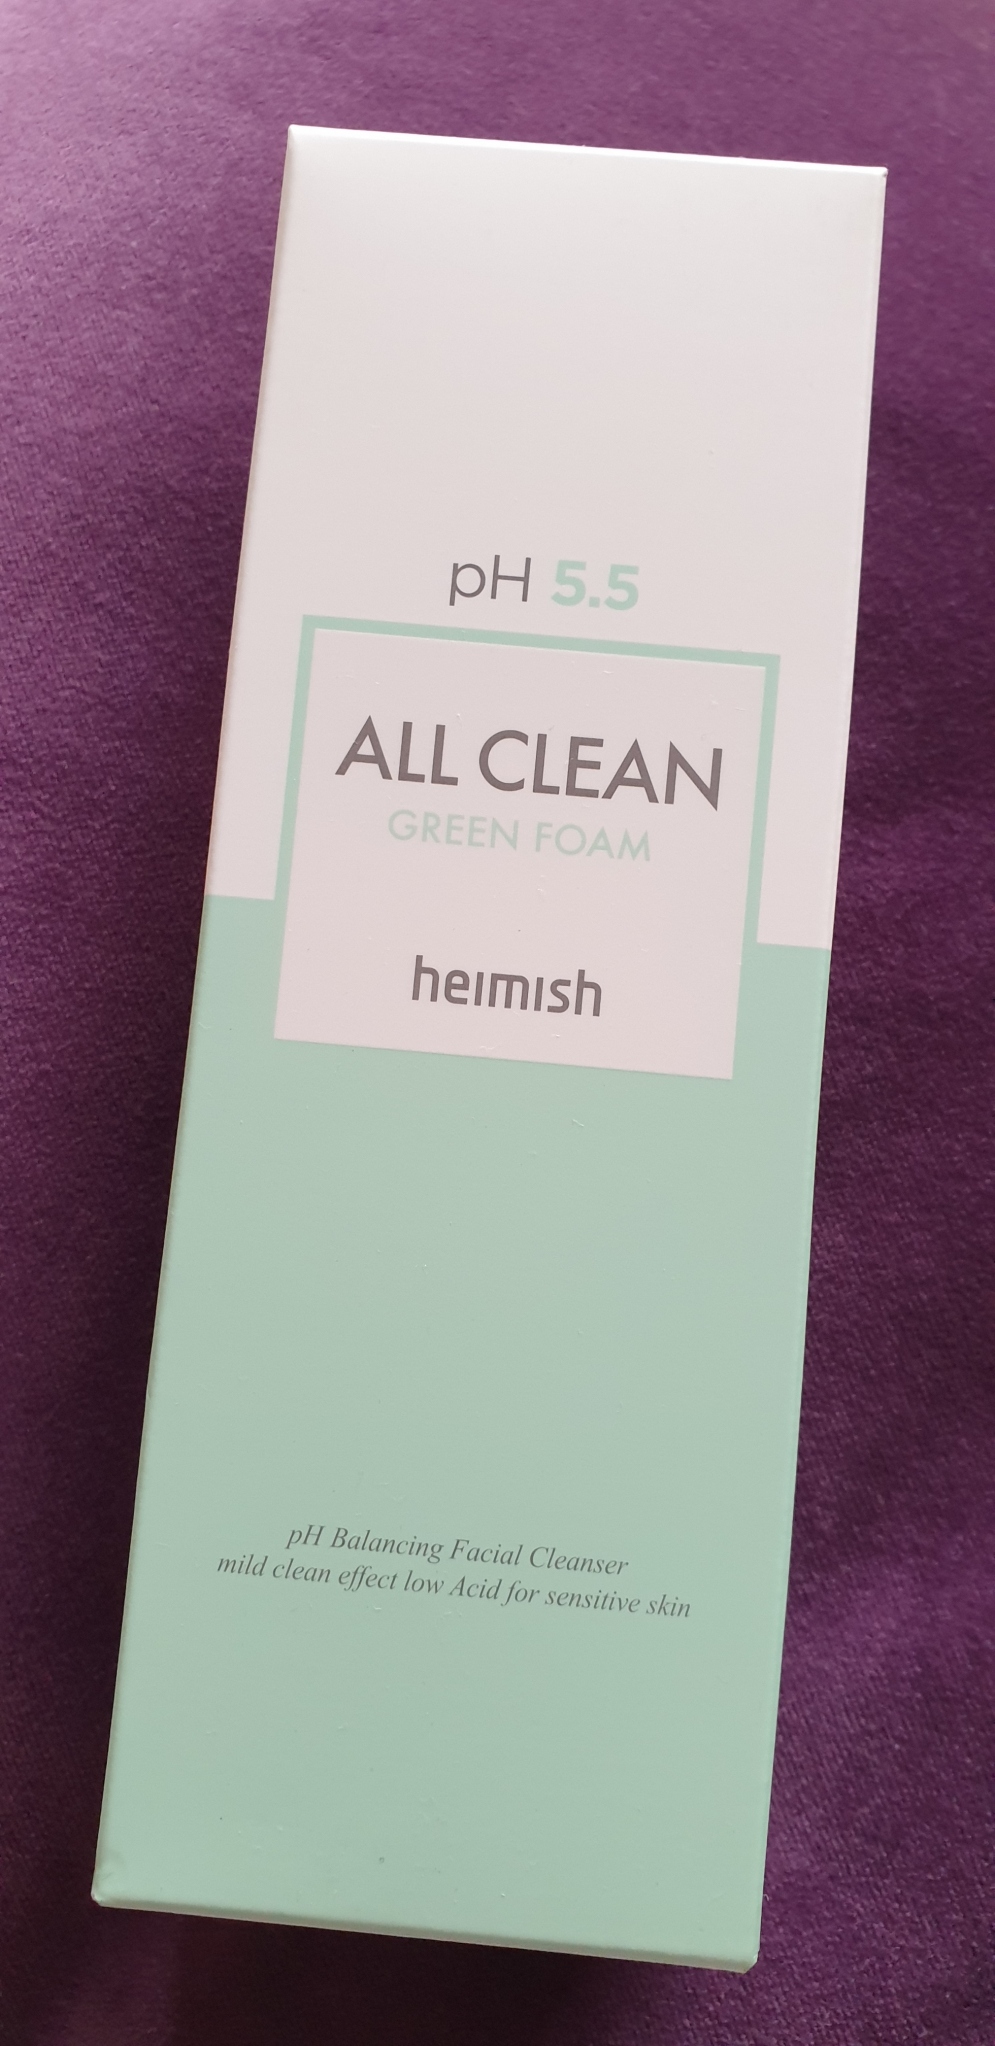 pH 5.5
ALL CLEAN
GREEN FOAM
heimish
pH Balancing Facial Cleanser
mild clean effect low Acid for sensitive skin